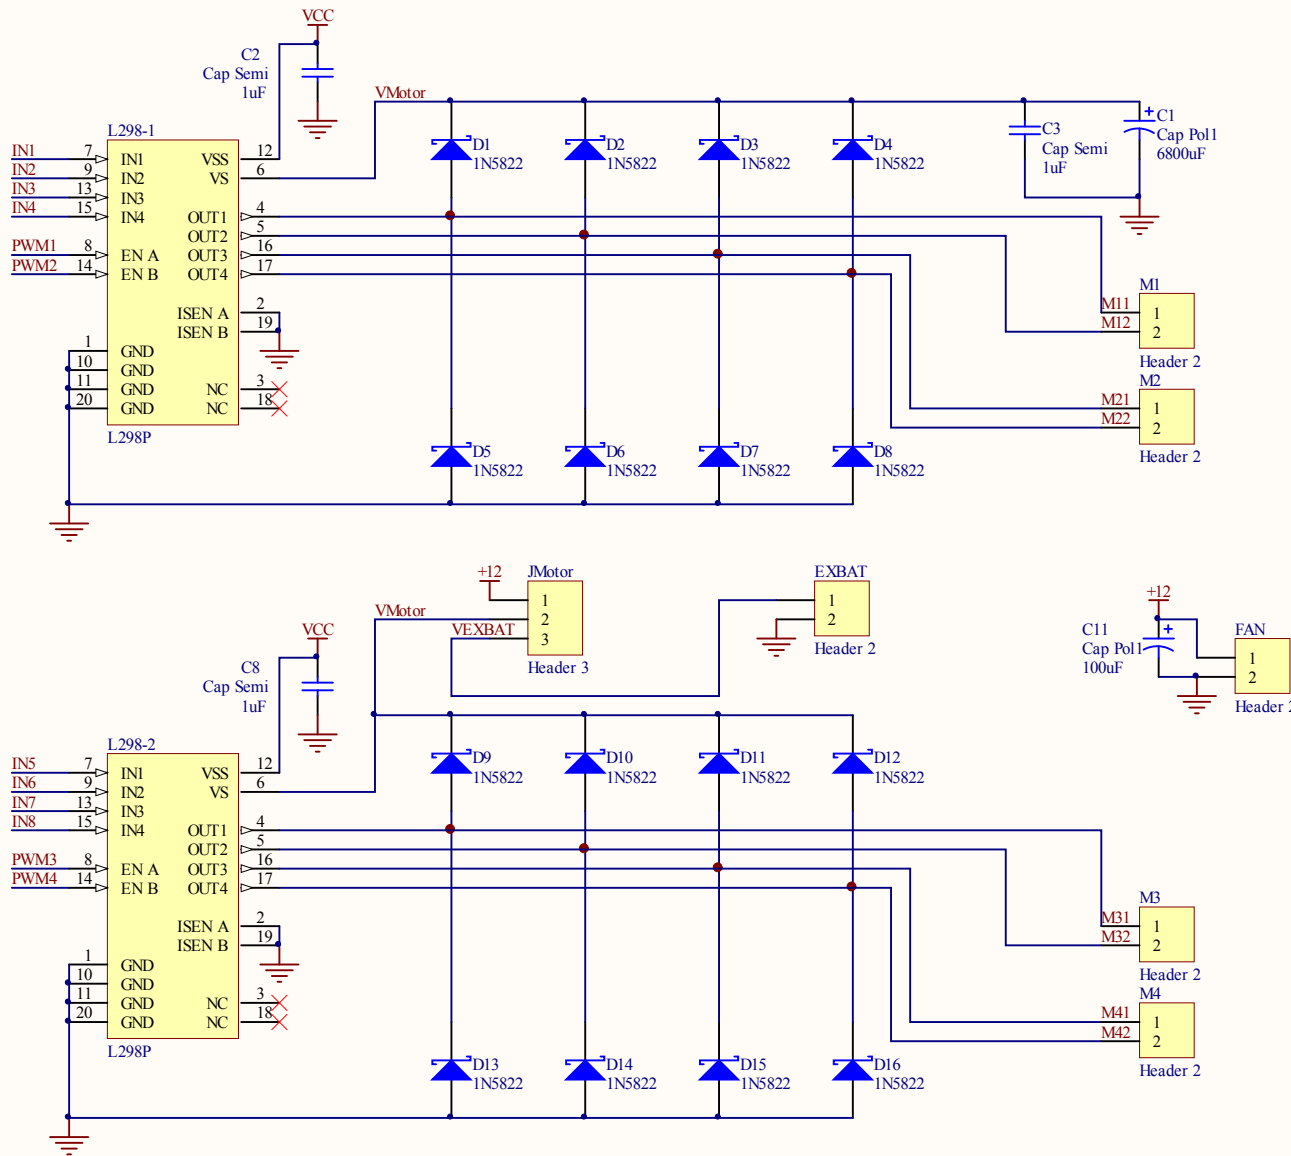 VCC
C2
Cap Semi
1uF
VMotor
L298-1
IN1 7 IN1 VSS 12
IN2 9 IN2 VS 6
IN3 13 IN3
IN4 15 IN4 OUT1 4
OUT2 5
PWM1 8 EN A OUT3 16
PWM2 14 EN B OUT4 17
ISEN A 2
ISEN B 19
1 GND
10 GND
11 GND NC 3
20 GND NC 18
L298P
D1
1N5822
D2
1N5822
D3
1N5822
D4
1N5822
C3
Cap Semi
1uF
+ C1
Cap Pol1
6800uF
M1
M11 1
M12 2
Header 2
M2
M21 1
M22 2
Header 2
D5
1N5822
D6
1N5822
D7
1N5822
D8
1N5822
+12
JMotor
1
VMotor 2
VEXBAT 3
Header 3
EXBAT
1
2
Header 2
+12
C11 +
Cap Pol1
100uF
FAN
1
2
Header 2
VCC
C8
Cap Semi
1uF
L298-2
IN5 7 IN1 VSS 12
IN6 9 IN2 VS 6
IN7 13 IN3
IN8 15 IN4 OUT1 4
OUT2 5
PWM3 8 EN A OUT3 16
PWM4 14 EN B OUT4 17
ISEN A 2
ISEN B 19
1 GND
10 GND
11 GND NC 3
20 GND NC 18
L298P
D9
1N5822
D10
1N5822
D11
1N5822
D12
1N5822
M3
M31 1
M32 2
Header 2
M4
M41 1
M42 2
Header 2
D13
1N5822
D14
1N5822
D15
1N5822
D16
1N5822